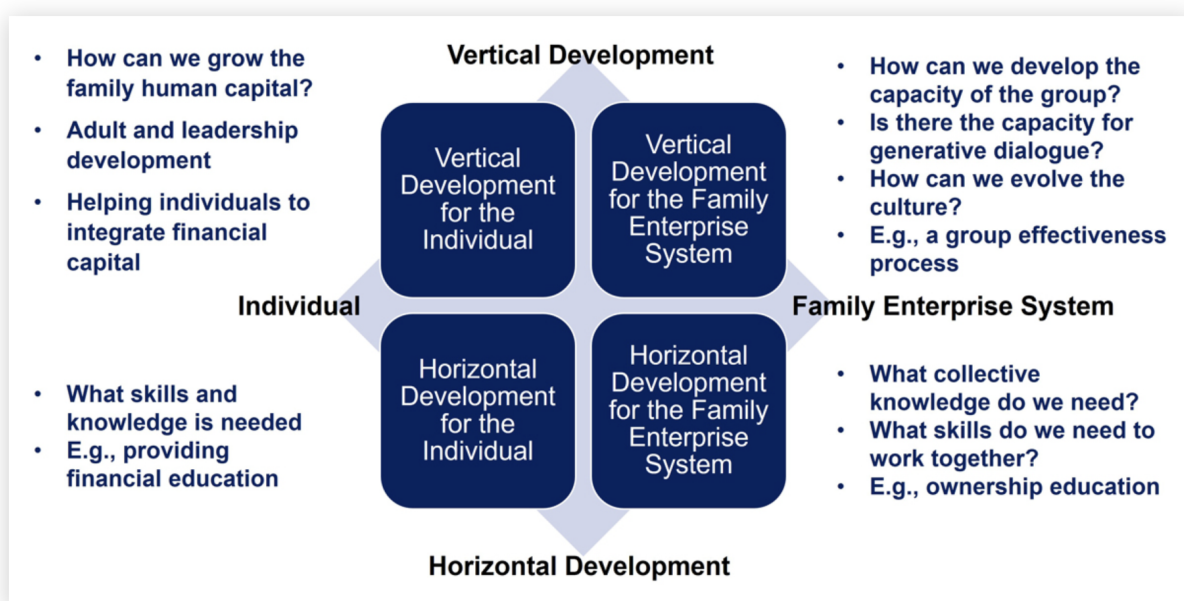 Vertical Development
• How can we grow the
family human capital?
• Adult and leadership
development
• Helping individuals to
integrate financial
capital
Vertical
Development
for the
Individual
Vertical
Development
for the Family
Enterprise
System
• How can we develop the
capacity of the group?
• Is there the capacity for
generative dialogue?
• How can we evolve the
culture?
• E.g., a group effectiveness
process
Individual
Family Enterprise System
• What skills and
knowledge is needed
• E.g., providing
financial education
Horizontal
Development
for the
Individual
Horizontal
Development
for the Family
Enterprise
System
• What collective
knowledge do we need?
• What skills do we need to
work together?
• E.g., ownership education
Horizontal Development